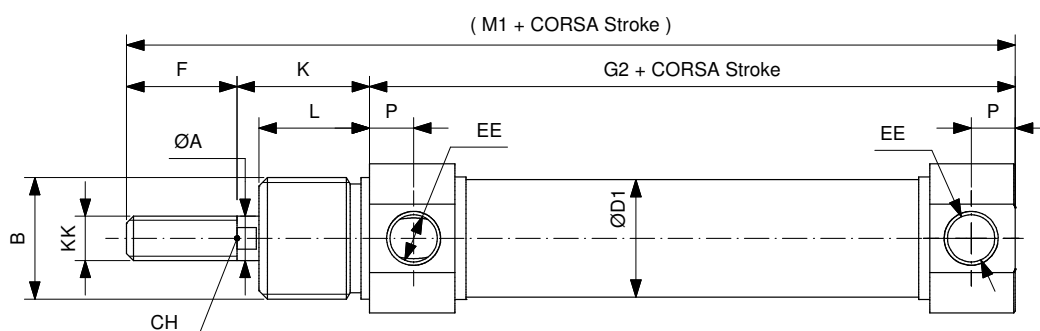 ( M1 + CORSA Stroke )
F
K
G2 + CORSA Stroke
L
P
EE
EE
P
ØA
B
KK
ØD1
CH